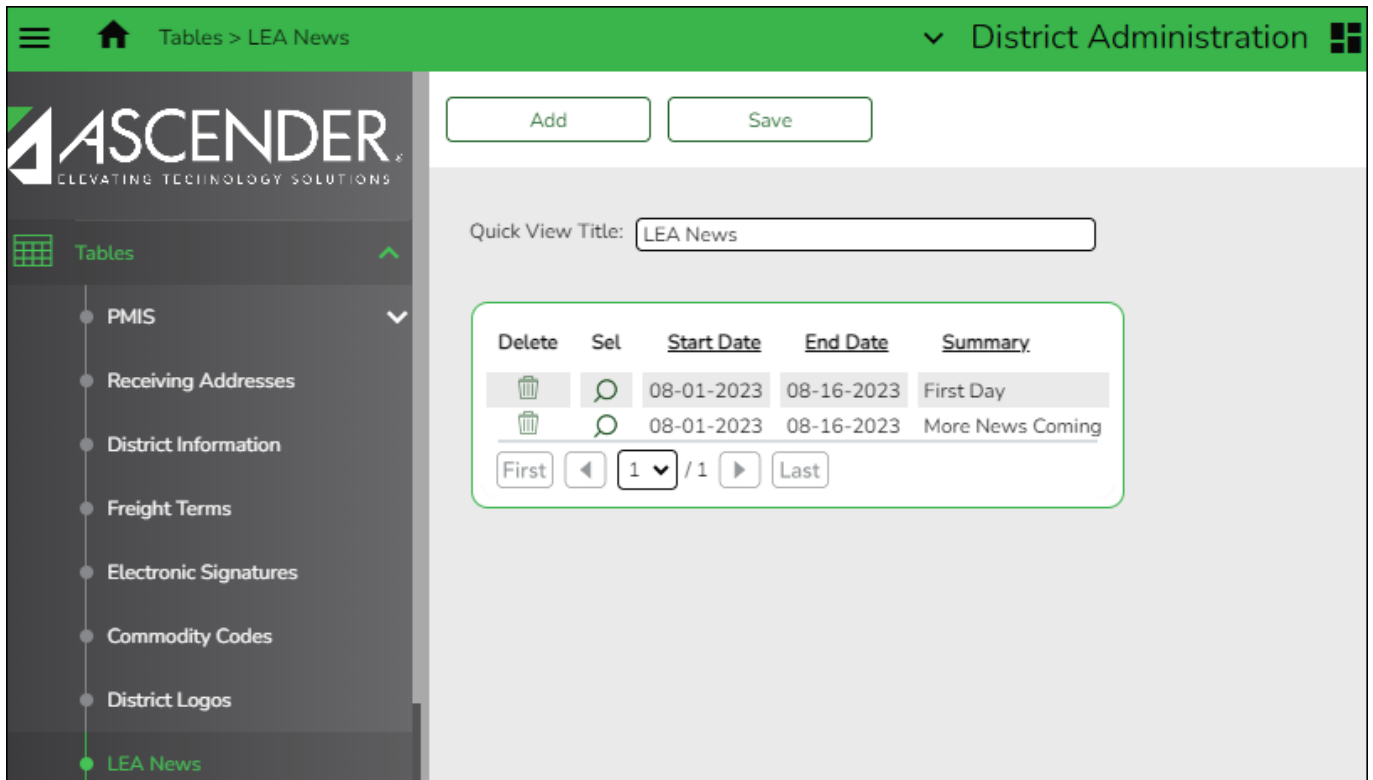 Tables > LEA News
District Administration
ASCENDER
ELEVATING TECHNOLOGY SOLUTIONS
Tables
PMIS
Receiving Addresses
District Information
Freight Terms
Electronic Signatures
Commodity Codes
District Logos
LEA News
Add Save
Quick View Title: LEA News
Delete Sel Start Date End Date Summary
08-01-2023 08-16-2023 First Day
08-01-2023 08-16-2023 More News Coming
First 1 / 1 Last